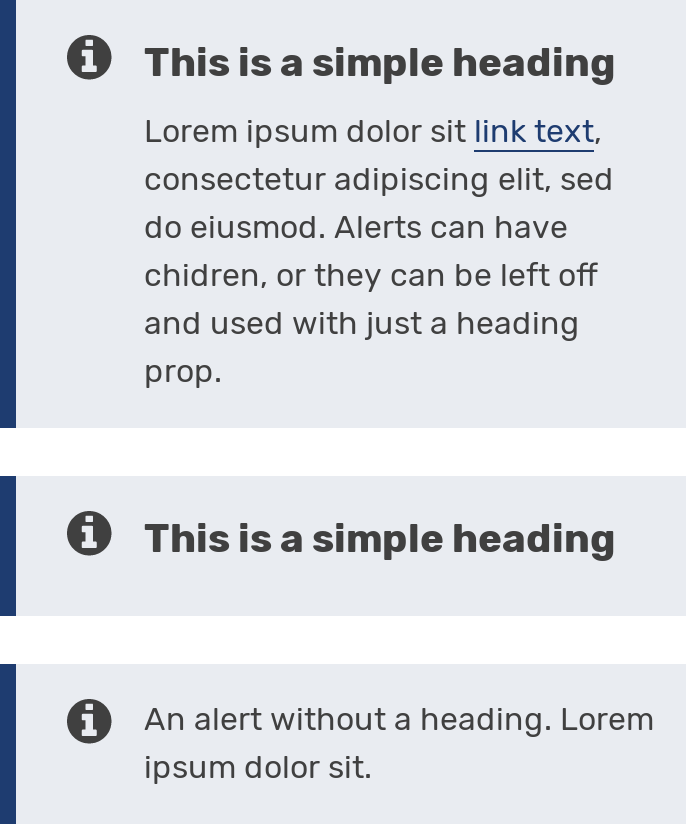 This is a simple heading
Lorem ipsum dolor sit link text,
consectetur adipiscing elit, sed
do eiusmod. Alerts can have
chidren, or they can be left off
and used with just a heading
prop.
This is a simple heading
An alert without a heading. Lorem
ipsum dolor sit.